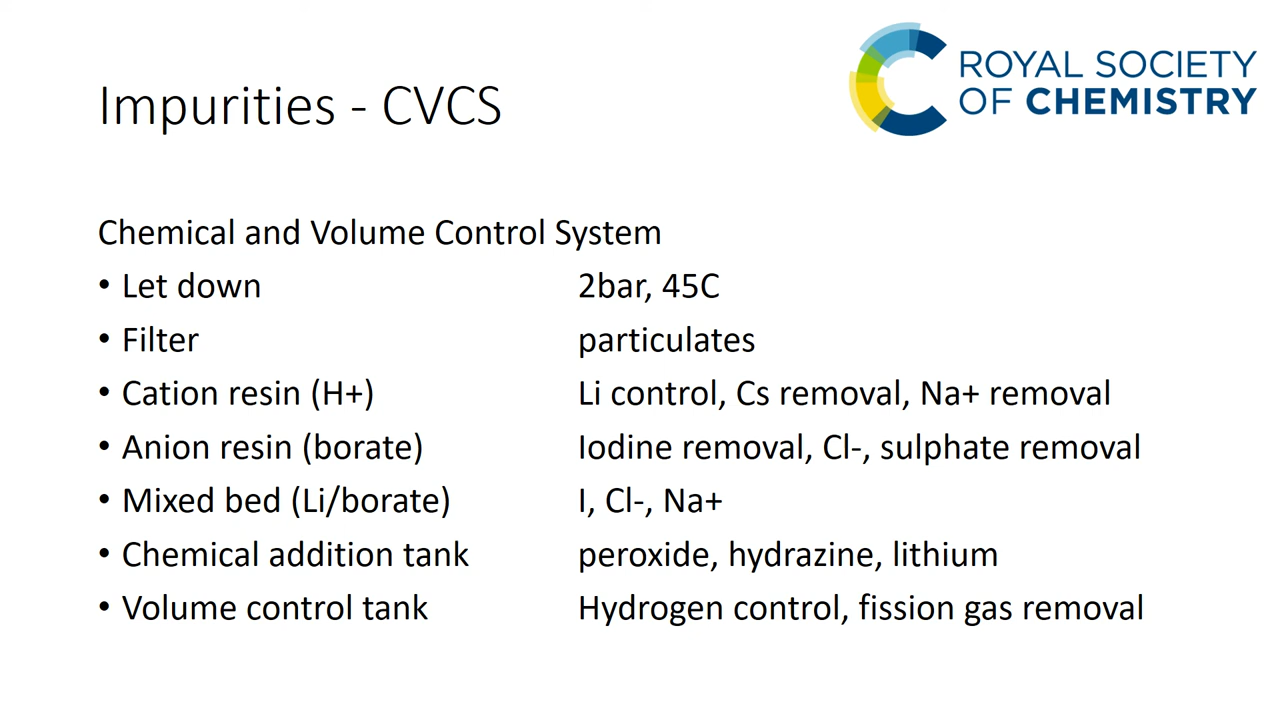 ROYAL SOCIETY
OF CHEMISTRY
Impurities - CVCS
Chemical and Volume Control System
• Let down 2bar, 45C
• Filter particulates
• Cation resin (H+) Li control, Cs removal, Na+ removal
• Anion resin (borate) Iodine removal, Cl-, sulphate removal
• Mixed bed (Li/borate) I, Cl-, Na+
• Chemical addition tank peroxide, hydrazine, lithium
• Volume control tank Hydrogen control, fission gas removal